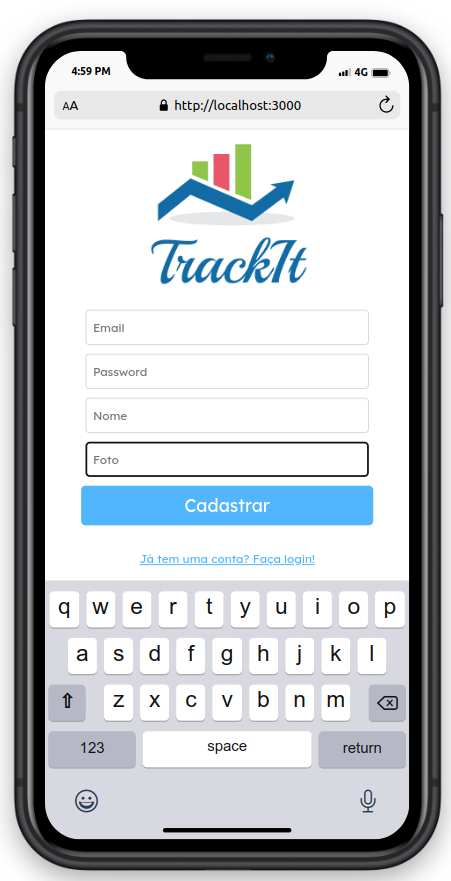 4:59 PM 4G
AA http://localhost:3000
TrackIt
Email
Password
Nome
Foto
Cadastrar
Já tem uma conta? Faça login!
q w e r t y u i o p
a s d f g h j k l
z x c v b n m
123 space return